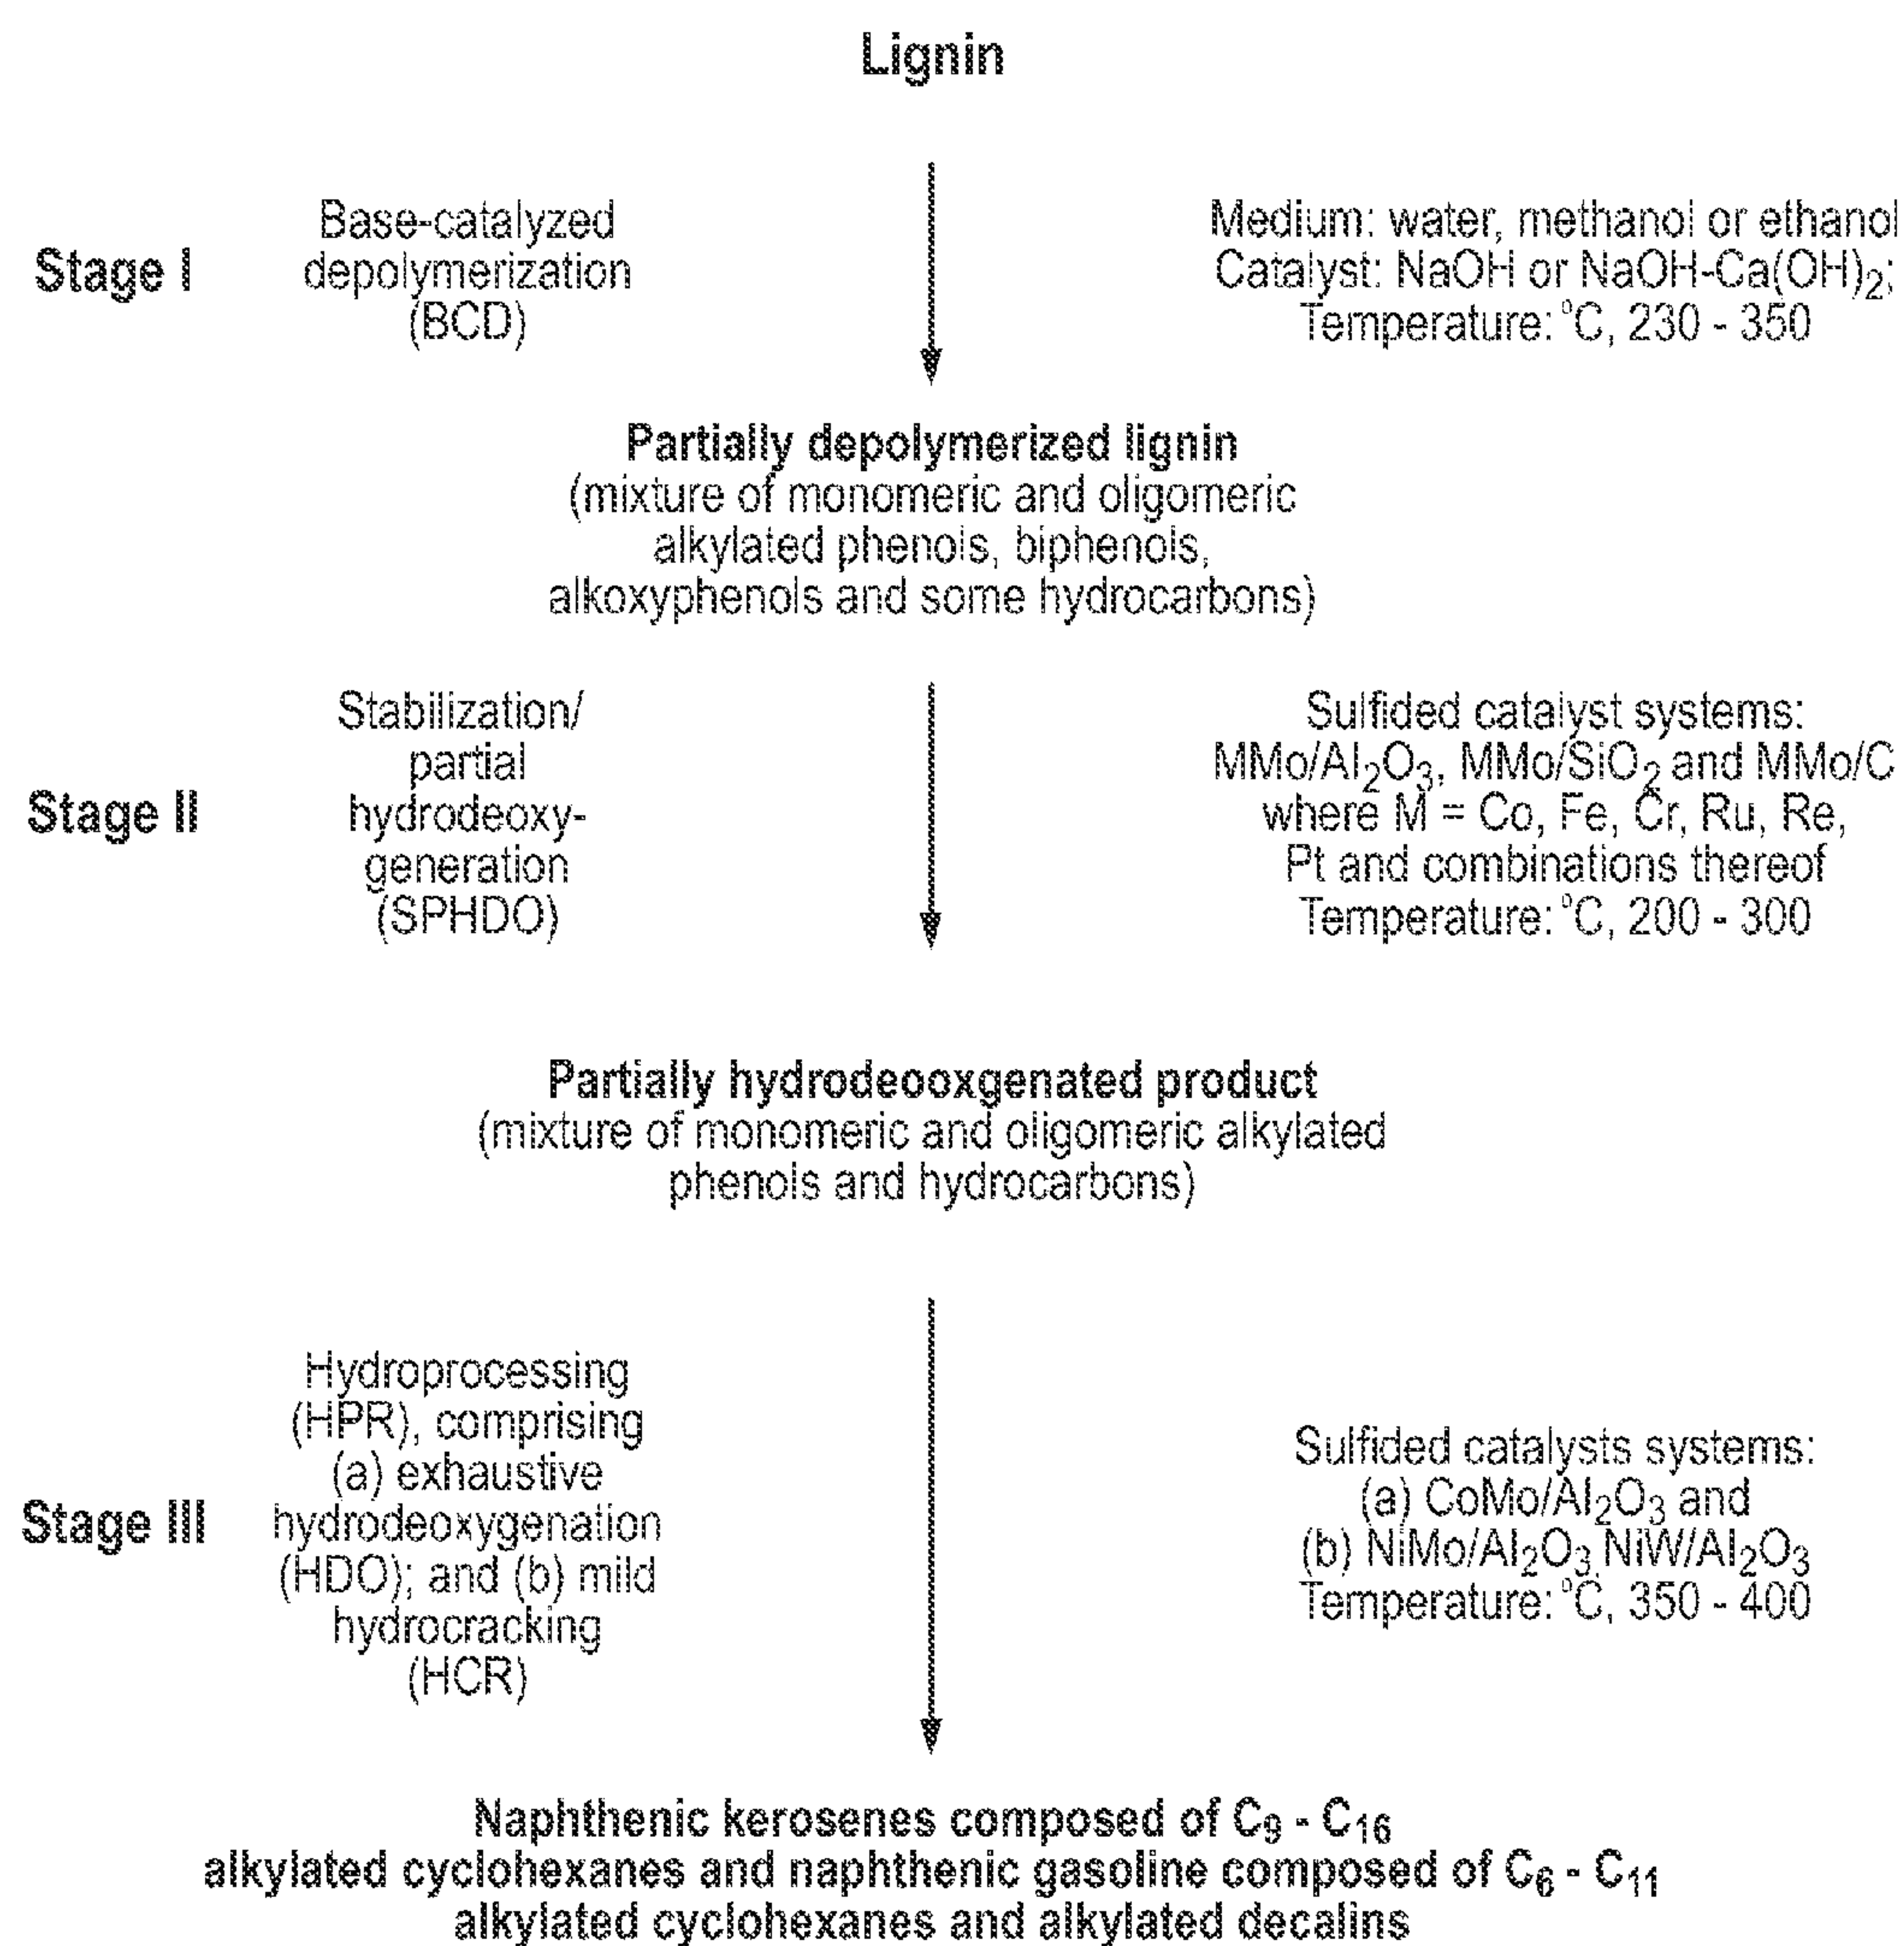 Lignin
Stage I
Base-catalyzed
depolymerization
(BCD)
Medium: water, methanol or ethanol
Catalyst: NaOH or NaOH-Ca(OH)₂;
Temperature: °C, 230 - 350
Partially depolymerized lignin
(mixture of monomeric and oligomeric
alkylated phenols, biphenols,
alkoxyphenols and some hydrocarbons)
Stage II
Stabilization/
partial
hydrodeoxy-
generation
(SPHDO)
Sulfided catalyst systems:
MMo/Al₂O₃, MMo/SiO₂ and MMo/C
where M = Co, Fe, Cr, Ru, Re,
Pt and combinations thereof
Temperature: °C, 200 - 300
Partially hydrodeooxgenated product
(mixture of monomeric and oligomeric alkylated
phenols and hydrocarbons)
Stage III
Hydroprocessing
(HPR), comprising
(a) exhaustive
hydrodeoxygenation
(HDO); and (b) mild
hydrocracking
(HCR)
Sulfided catalysts systems:
(a) CoMo/Al₂O₃ and
(b) NiMo/Al₂O₃ NiW/Al₂O₃
Temperature: °C, 350 - 400
Naphthenic kerosenes composed of C₉ - C₁₆
alkylated cyclohexanes and naphthenic gasoline composed of C₆ - C₁₁
alkylated cyclohexanes and alkylated decalins